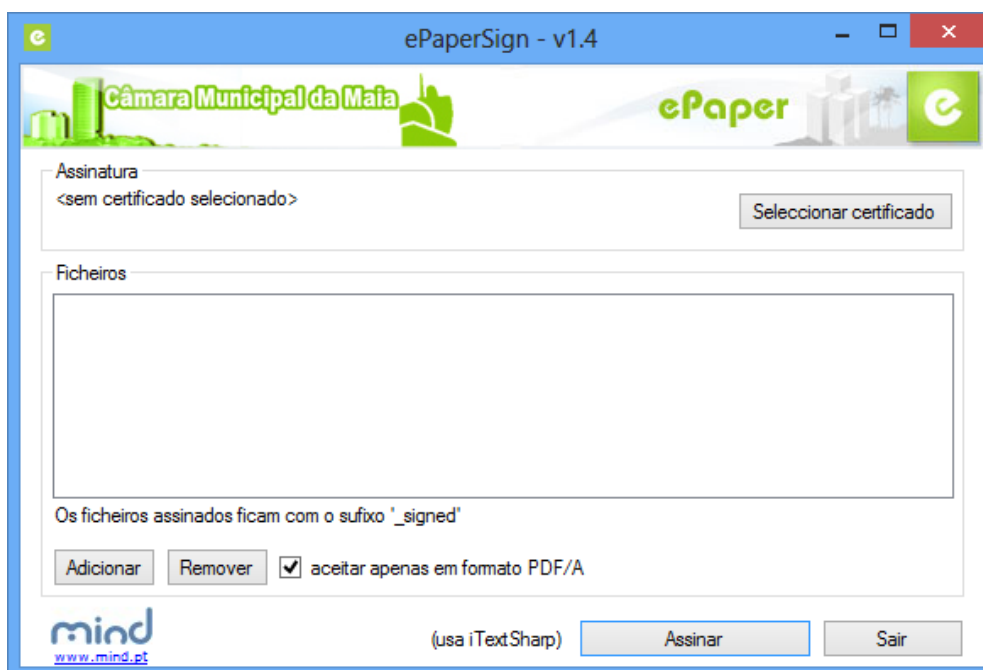 e
ePaperSign - v1.4
Câmara Municipal da Maia
ePaper
e
Assinatura
<sem certificado selecionado>
Seleccionar certificado
Ficheiros
Os ficheiros assinados ficam com o sufixo '_signed'
Adicionar
Remover
aceitar apenas em formato PDF/A
mind
www.mind.pt
(usa iTextSharp)
Assinar
Sair